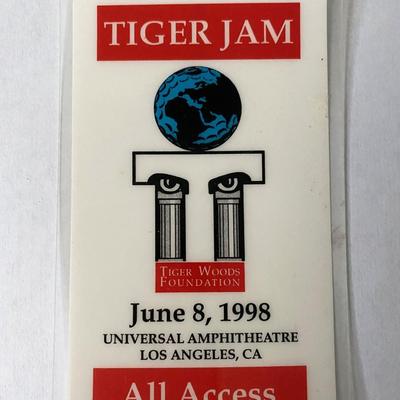 TIGER JAM
TIGER WOODS
FOUNDATION
June 8, 1998
UNIVERSAL AMPHITHEATRE
LOS ANGELES, CA
All Access